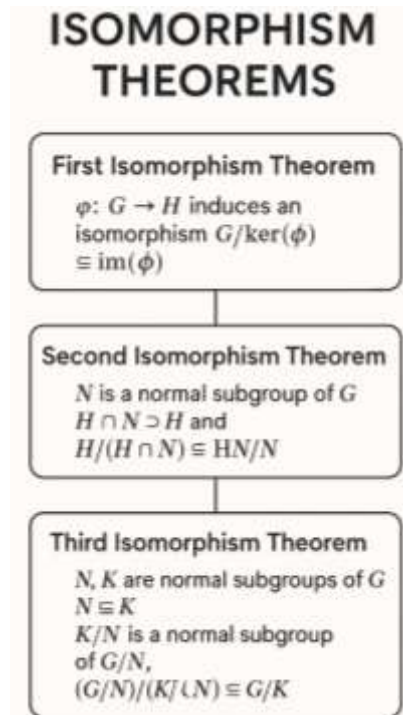 ISOMORPHISM
THEOREMS
First Isomorphism Theorem
φ: G → H induces an
isomorphism G/ker(ϕ)
≅ im(ϕ)
Second Isomorphism Theorem
N is a normal subgroup of G
H ∩ N ⊃ H and
H/(H ∩ N) ≅ HN/N
Third Isomorphism Theorem
N, K are normal subgroups of G
N ≅ K
K/N is a normal subgroup
of G/N,
(G/N)/(K/ N) ≅ G/K